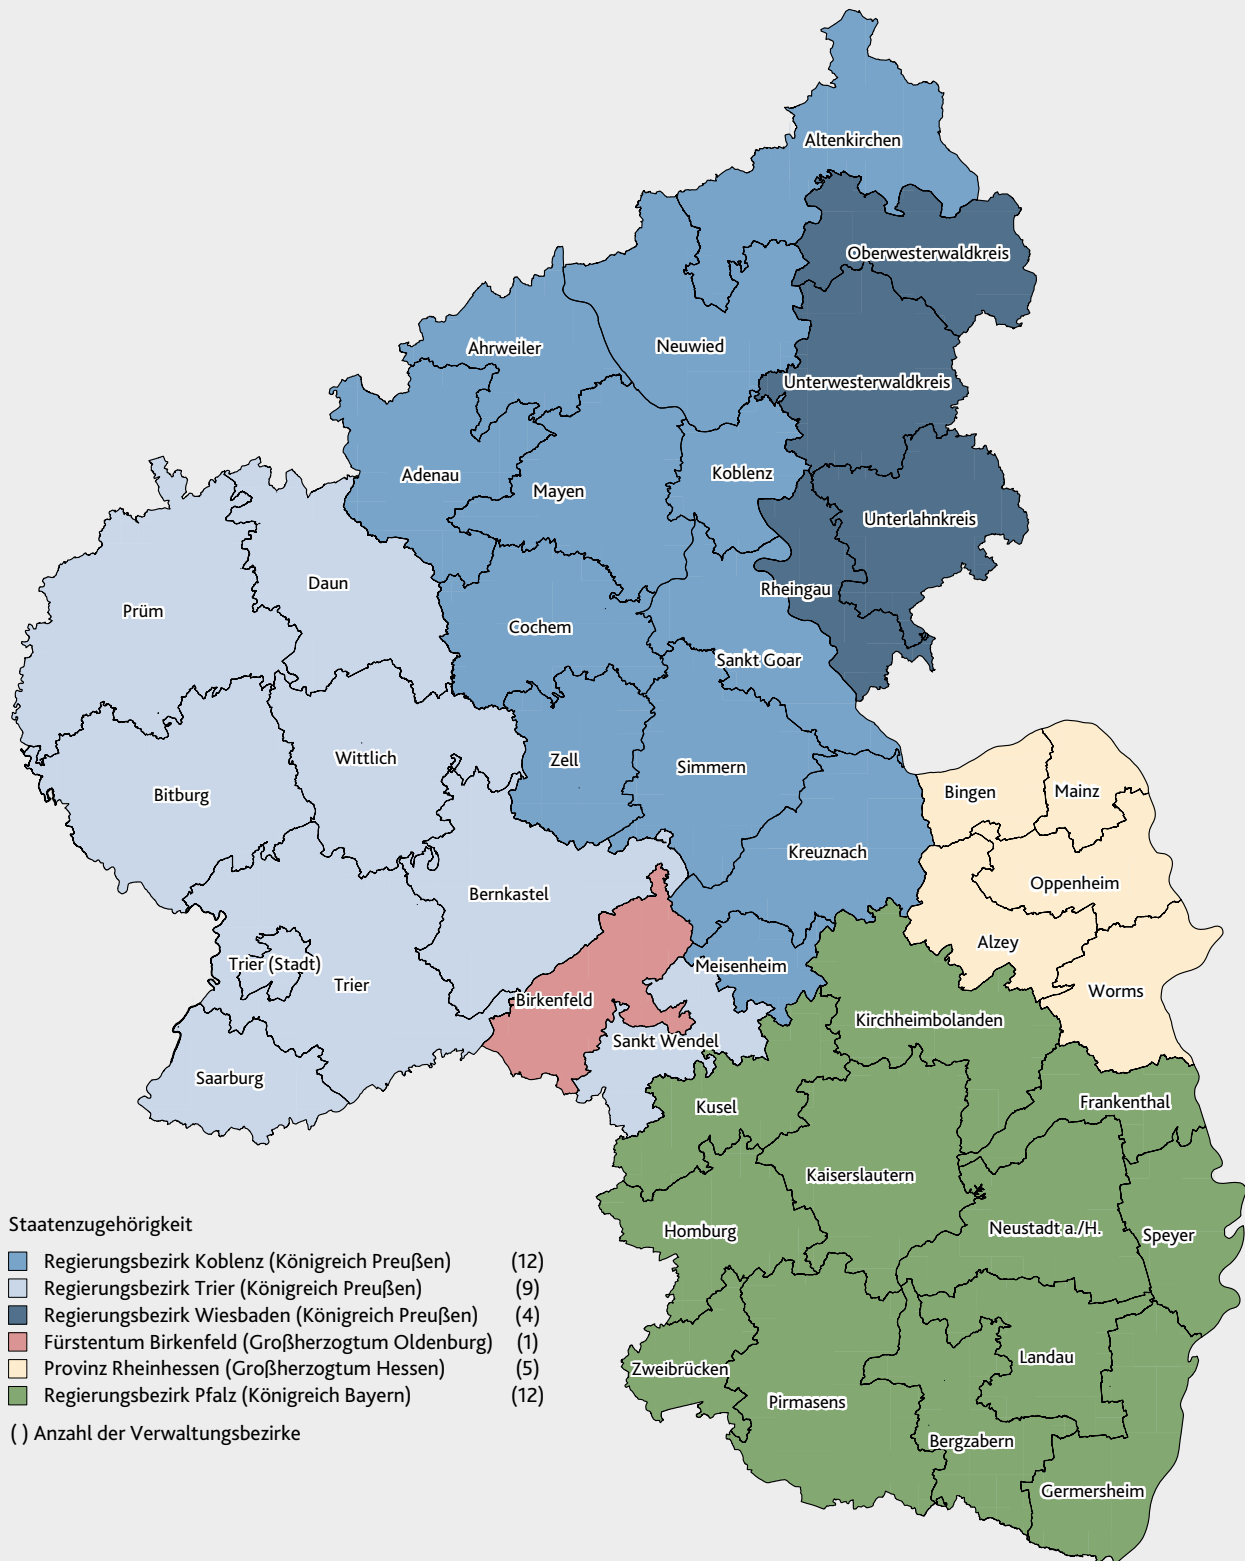 Altenkirchen
Oberwesterwaldkreis
Ahrweiler
Neuwied
Unterwesterwaldkreis
Adenau
Mayen
Koblenz
Unterlahnkreis
Prüm
Daun
Cochem
Rheingau
Sankt Goar
Bitburg
Wittlich
Zell
Simmern
Bingen
Mainz
Kreuznach
Bernkastel
Oppenheim
Alzey
Trier (Stadt)
Trier
Meisenheim
Worms
Birkenfeld
Kirchheimbolanden
Sankt Wendel
Saarburg
Kusel
Frankenthal
Kaiserslautern
Homburg
Neustadt a./H.
Speyer
Zweibrücken
Landau
Pirmasens
Bergzabern
Germersheim
Staatenzugehörigkeit
Regierungsbezirk Koblenz (Königreich Preußen) (12)
Regierungsbezirk Trier (Königreich Preußen) (9)
Regierungsbezirk Wiesbaden (Königreich Preußen) (4)
Fürstentum Birkenfeld (Großherzogtum Oldenburg) (1)
Provinz Rheinhessen (Großherzogtum Hessen) (5)
Regierungsbezirk Pfalz (Königreich Bayern) (12)
( ) Anzahl der Verwaltungsbezirke